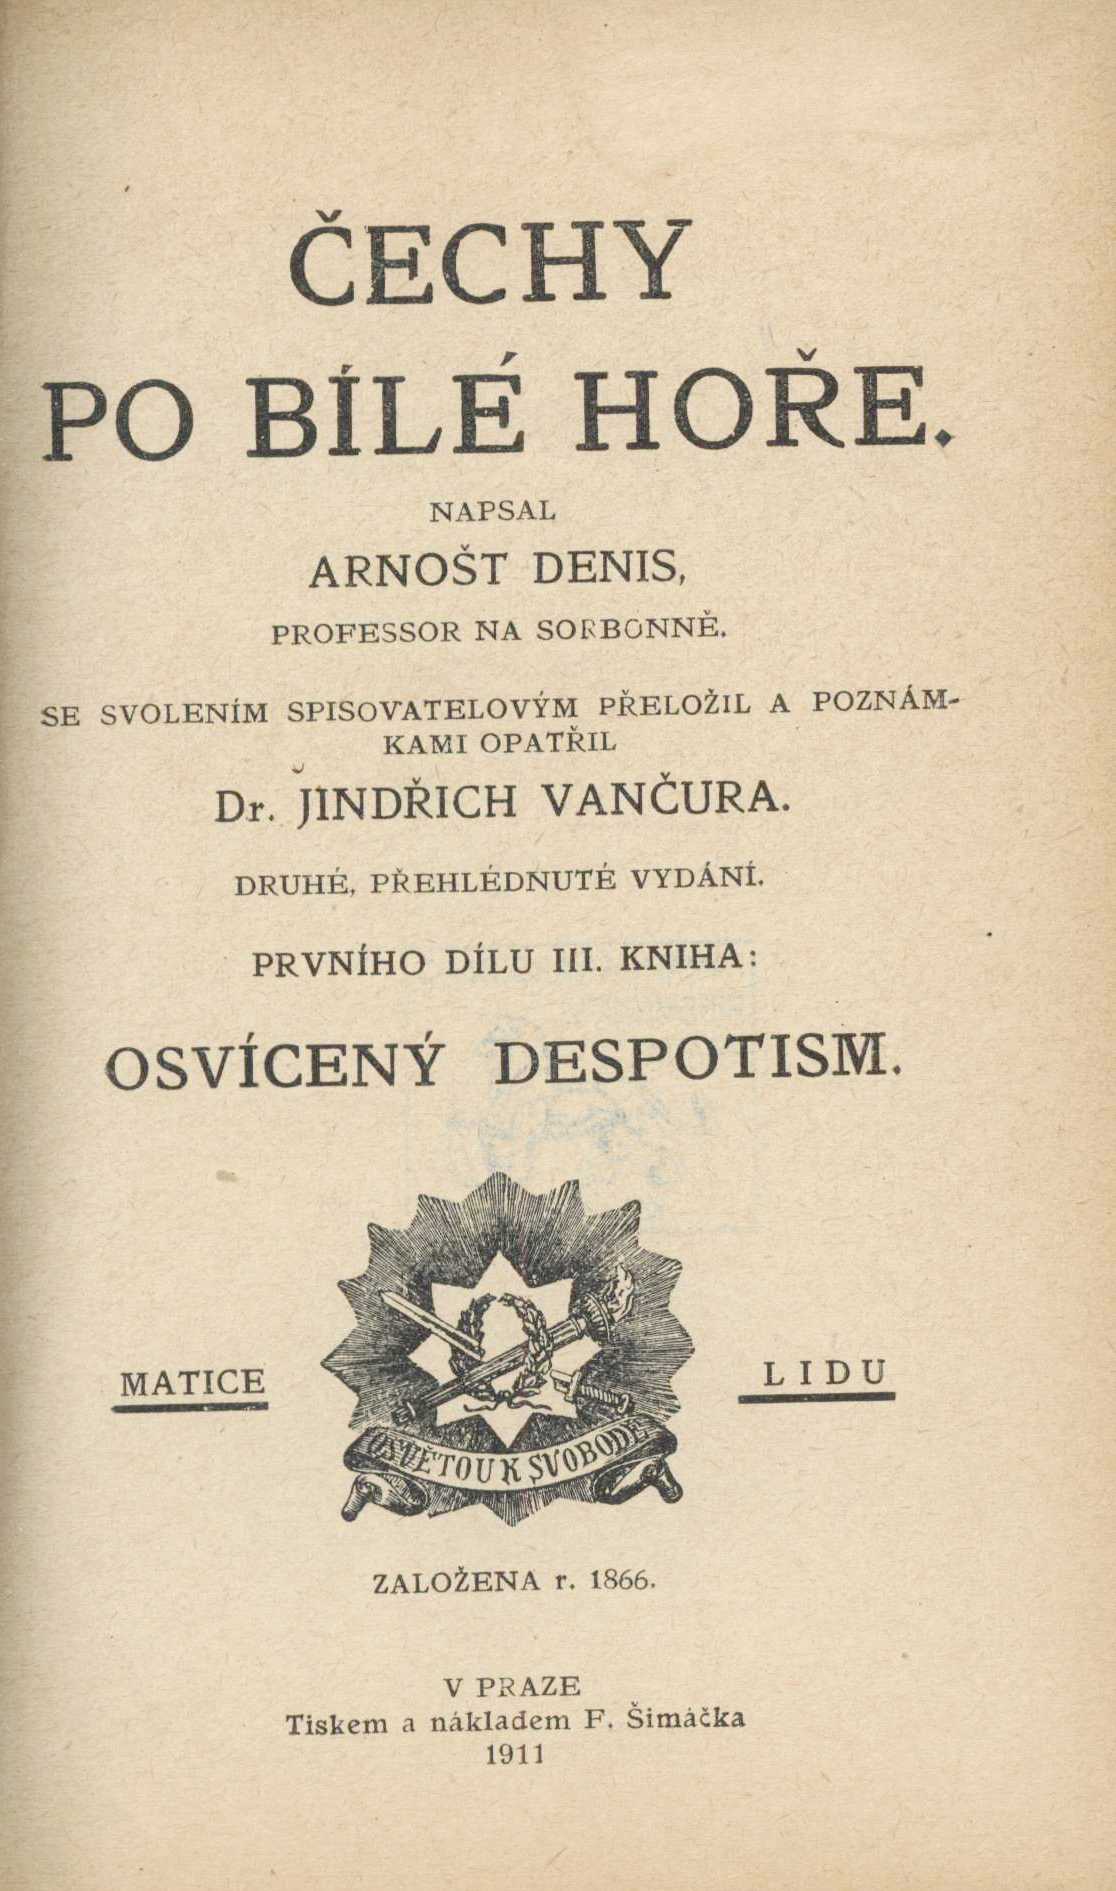 ČECHY
PO BÍLÉ HOŘE.
NAPSAL
ARNOŠT DENIS,
PROFESSOR NA SORBONNĚ.
SE SVOLENÍM SPISOVATELOVÝM PŘELOŽIL A POZNÁM-
KAMI OPATŘIL
Dr. JINDŘICH VANČURA.
DRUHÉ, PŘEHLÉDNUTÉ VYDÁNÍ.
PRVNÍHO DÍLU III. KNIHA:
OSVÍCENÝ DESPOTISM.
MATICE LIDU
OSVĚTOU K SVOBODĚ
ZALOŽENA r. 1866.
V PRAZE
Tiskem a nákladem F. Šimáčka
1911